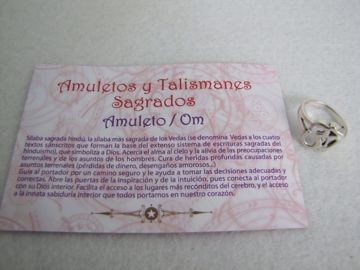 Amuletos y Talismanes
Sagrados
Amuleto / Om
Sílaba sagrada hindú, la sílaba más sagrada de los Vedas (se denomina Vedas a los cuatro
textos sánscritos que forman la base del extenso sistema de escrituras sagradas del
hinduismo), que simboliza a Dios. Acerca el alma al cielo y la alivia de las preocupaciones
terrenales y de los asuntos de los hombres. Cura de heridas profundas causadas por
asuntos terrenales (pérdidas de dinero, desengaños amorosos..)
Guía al portador por un camino seguro y le ayuda a tomar las decisiones adecuadas y
correctas. Abre las puertas de la inspiración y de la intuición, pues conecta al portador
con su Dios interior. Facilita el acceso a los lugares más recónditos del cerebro, y el acceso
a la innata sabiduría interior que todos portamos en nuestro corazón.